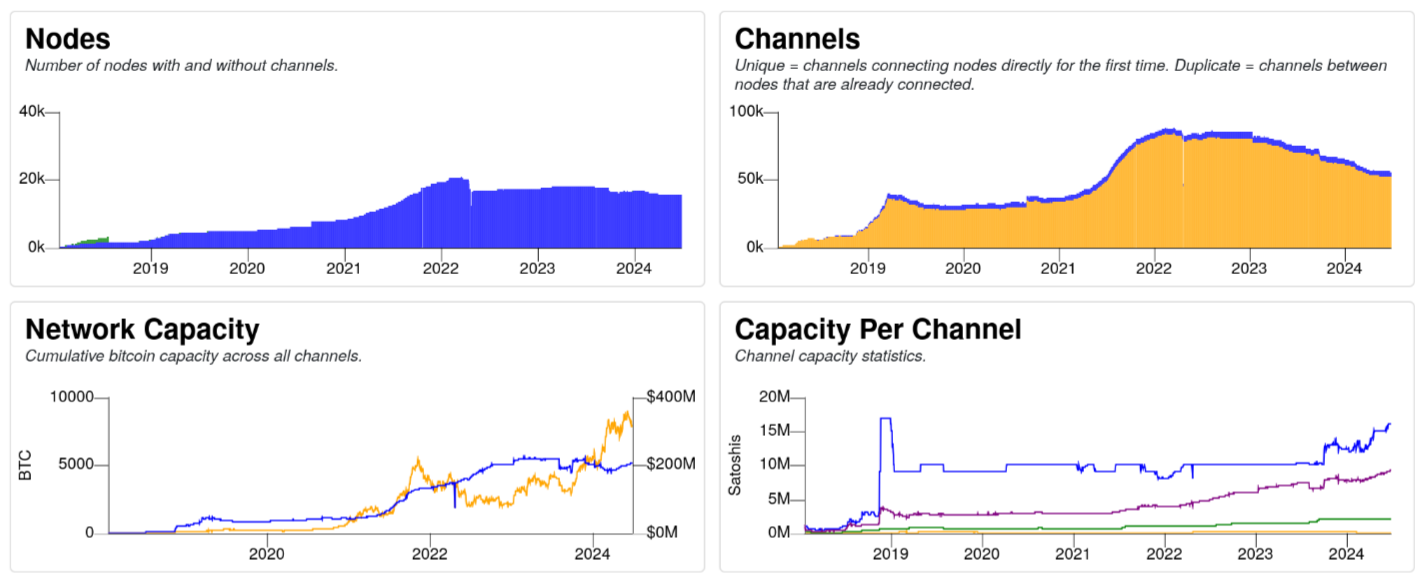 Nodes
Number of nodes with and without channels.
40k
20k
0k
2019 2020 2021 2022 2023 2024
Channels
Unique = channels connecting nodes directly for the first time. Duplicate = channels between
nodes that are already connected.
100k
50k
0k
2019 2020 2021 2022 2023 2024
Network Capacity
Cumulative bitcoin capacity across all channels.
10000 $400M
BTC
5000 $200M
0 $0M
2020 2022 2024
Capacity Per Channel
Channel capacity statistics.
Satoshis
20M
15M
10M
5M
0M
2019 2020 2021 2022 2023 2024